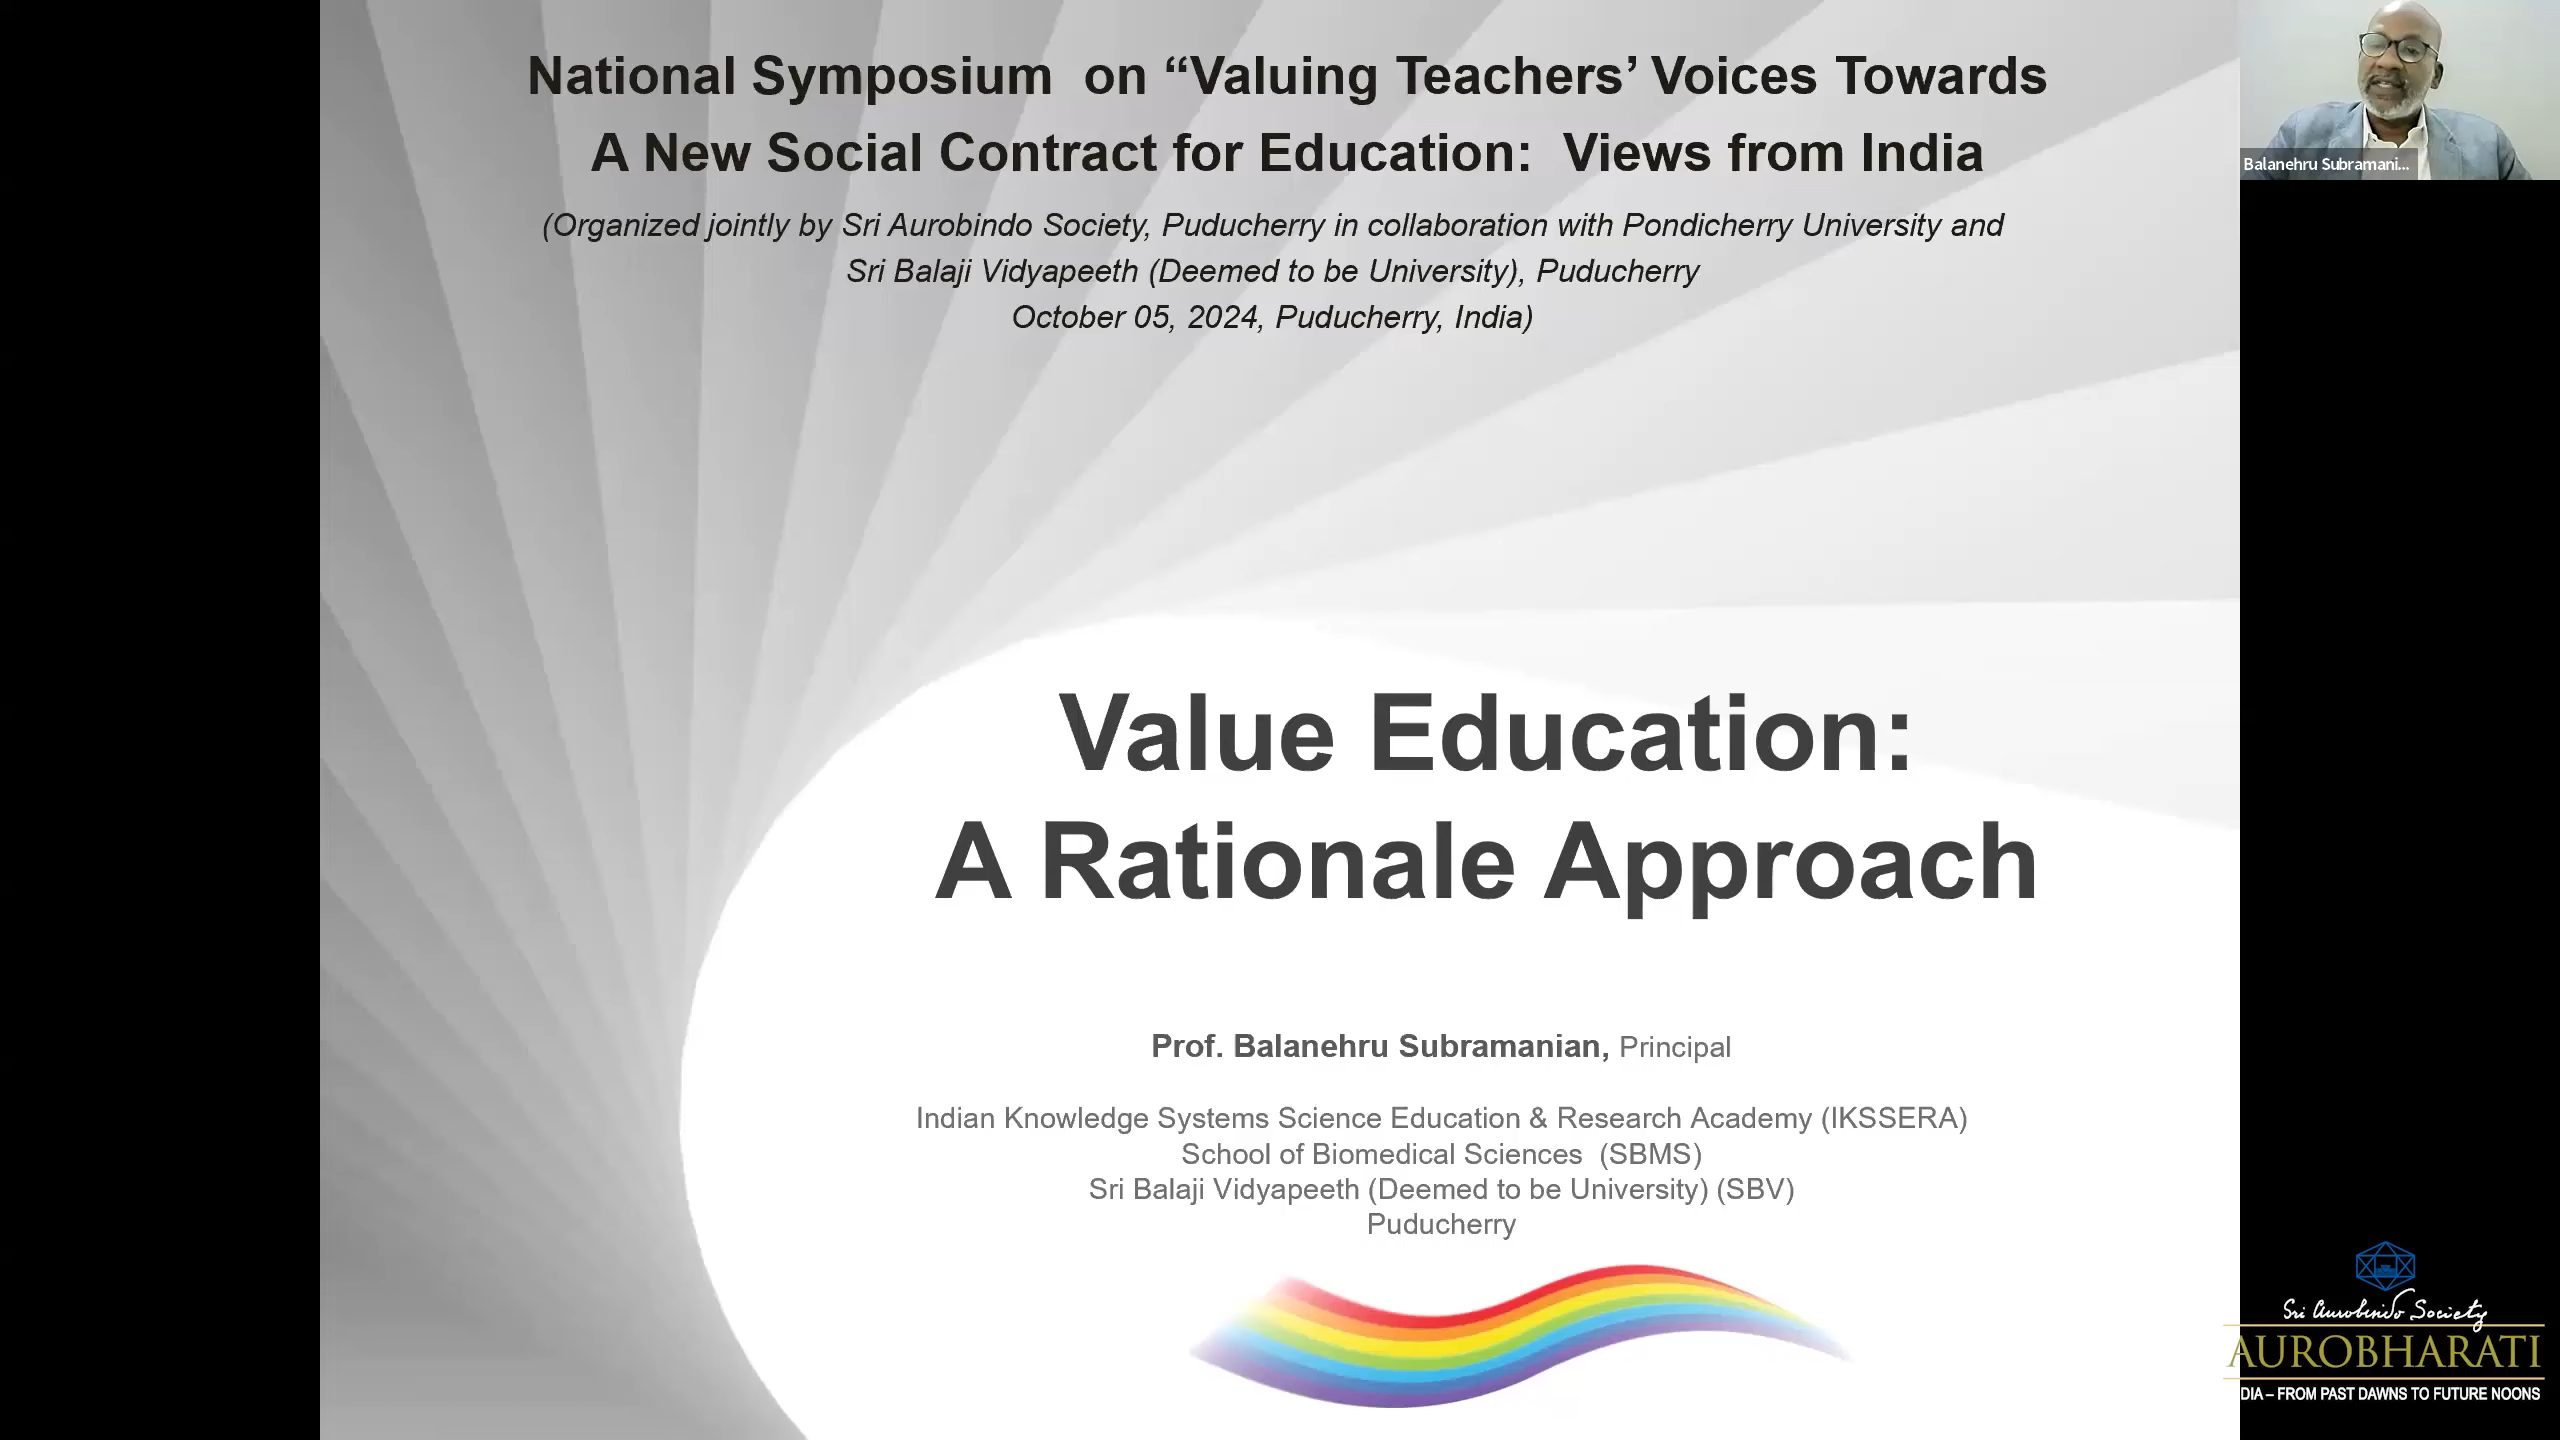 National Symposium on “Valuing Teachers’ Voices Towards
A New Social Contract for Education: Views from India
(Organized jointly by Sri Aurobindo Society, Puducherry in collaboration with Pondicherry University and
Sri Balaji Vidyapeeth (Deemed to be University), Puducherry
October 05, 2024, Puducherry, India)
Balanehru Subramani...
Value Education:
A Rationale Approach
Prof. Balanehru Subramanian, Principal
Indian Knowledge Systems Science Education & Research Academy (IKSSERA)
School of Biomedical Sciences (SBMS)
Sri Balaji Vidyapeeth (Deemed to be University) (SBV)
Puducherry
Sri Aurobindo Society
AUROBHARATI
DIA – FROM PAST DAWNS TO FUTURE NOONS